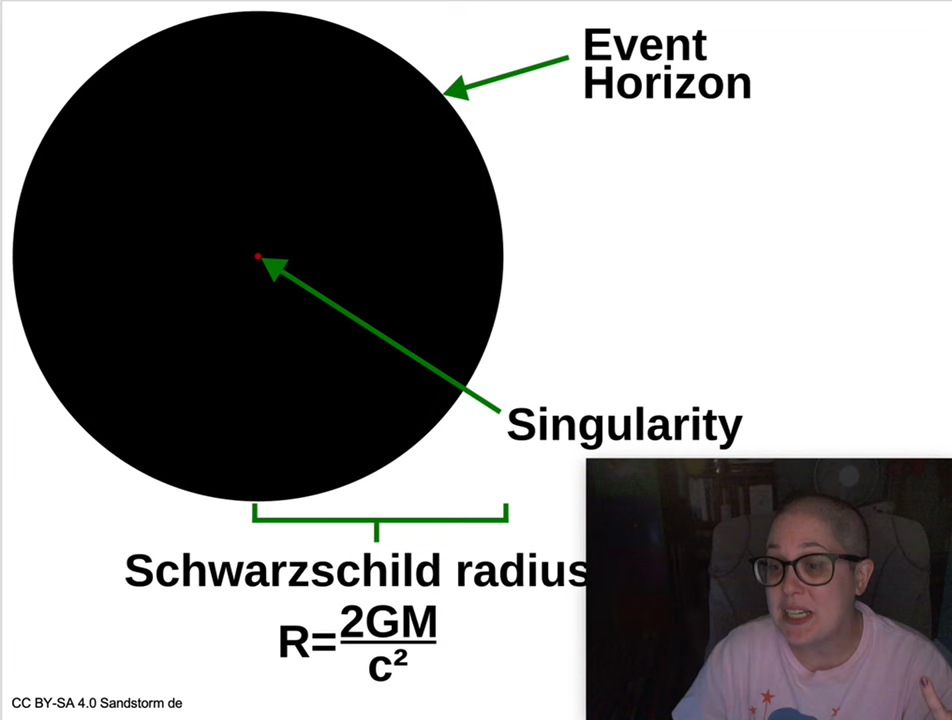 Event
Horizon
Singularity
Schwarzschild radius
R=2GM
c²
CC BY-SA 4.0 Sandstorm de